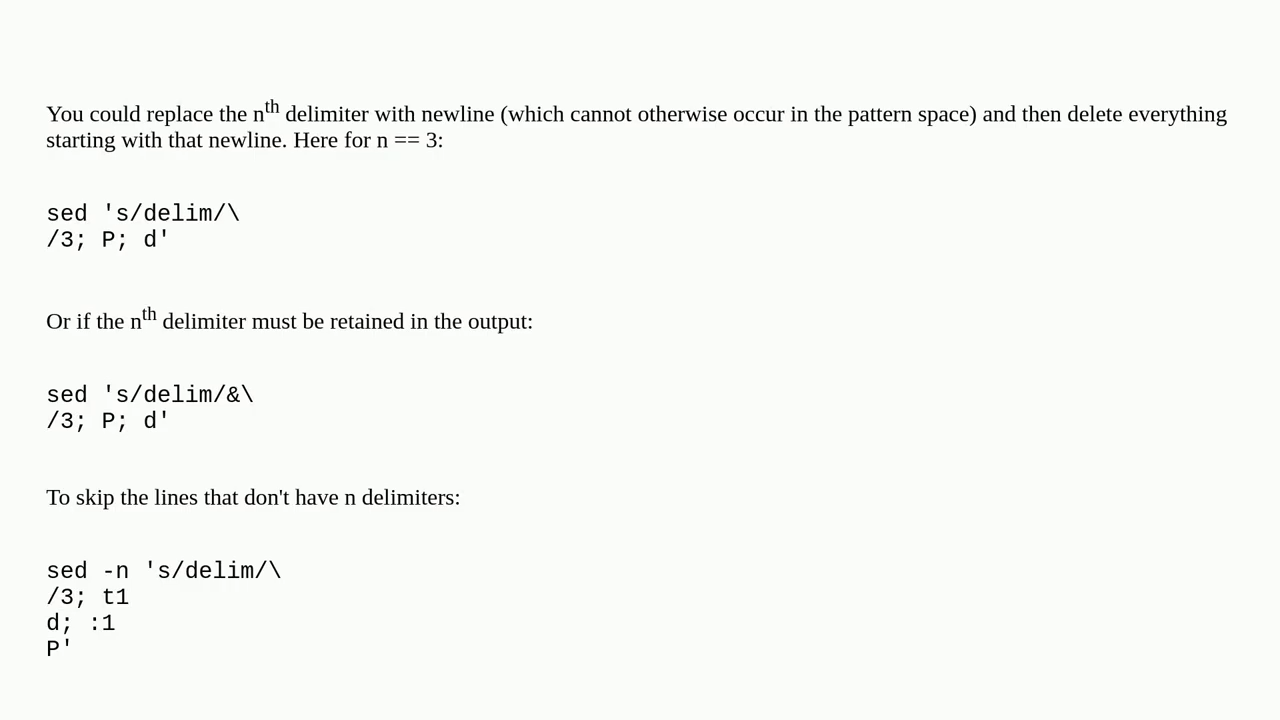 You could replace the nth delimiter with newline (which cannot otherwise occur in the pattern space) and then delete everything
starting with that newline. Here for n == 3:
sed 's/delim/\
/3; P; d'
Or if the nth delimiter must be retained in the output:
sed 's/delim/&\
/3; P; d'
To skip the lines that don't have n delimiters:
sed -n 's/delim/\
/3; t1
d; :1
P'